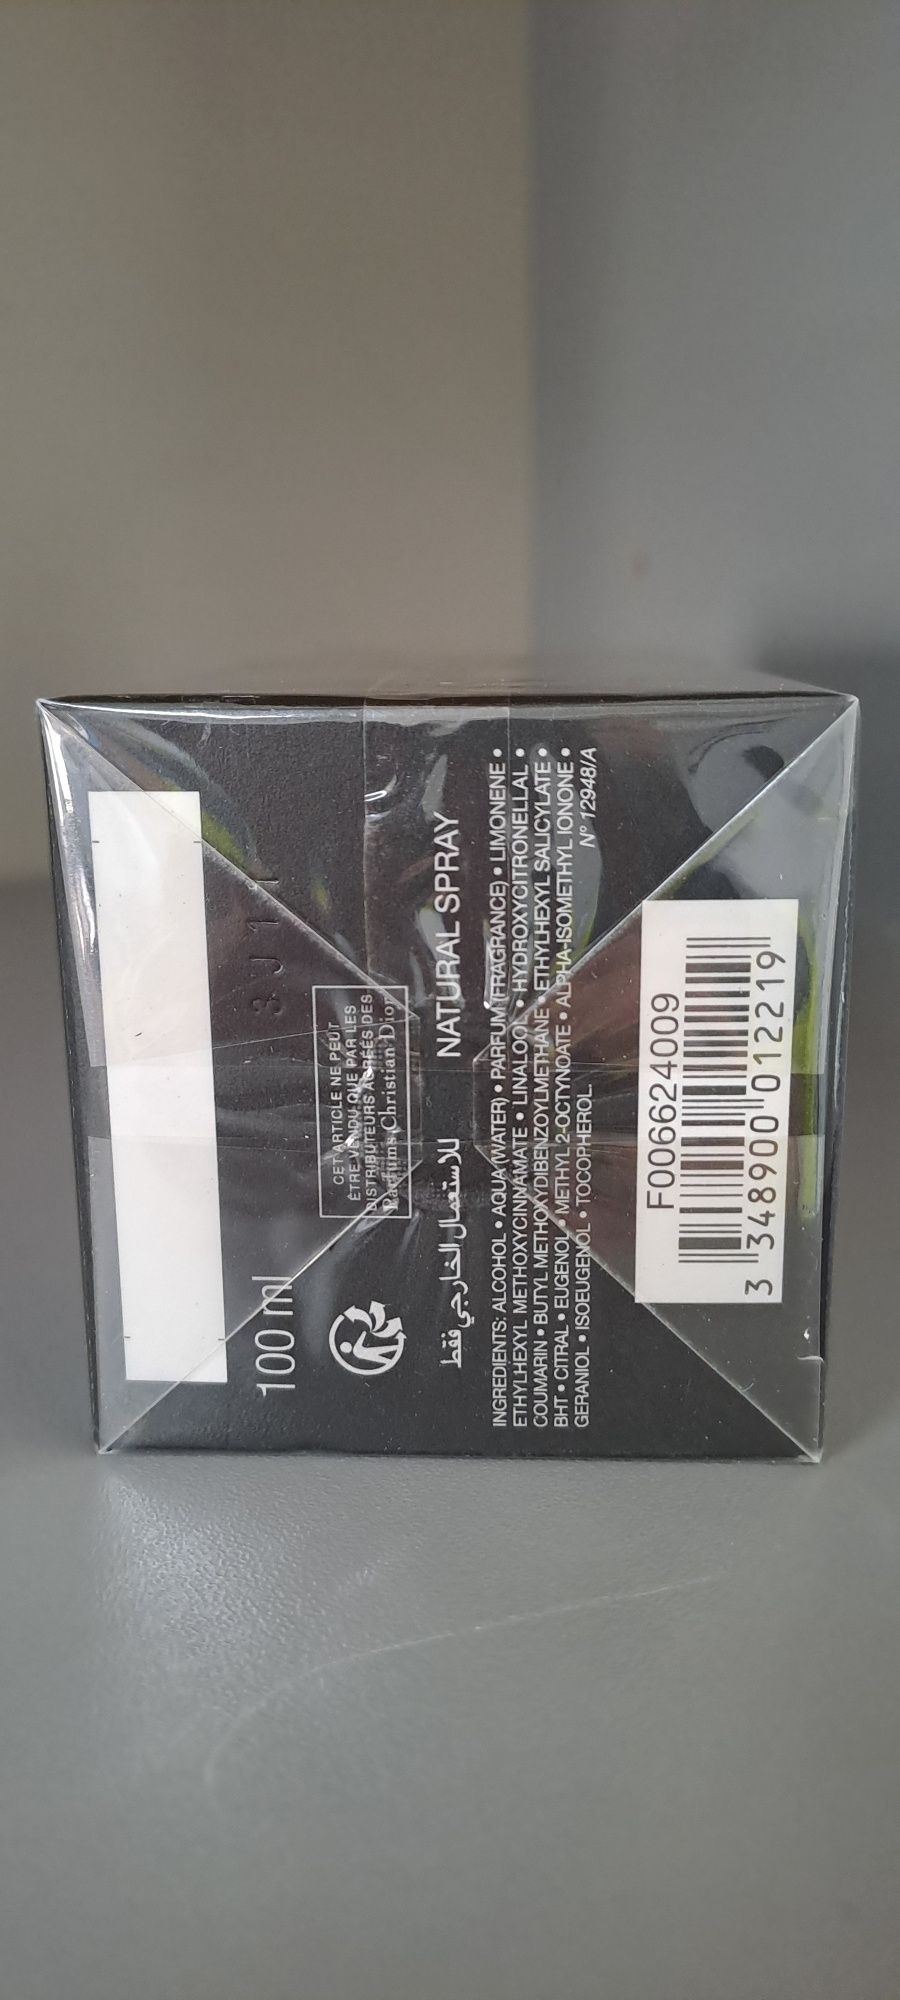 3J11
100 ml
CET ARTICLE NE PEUT
ÊTRE VENDU QUE PAR LES
DISTRIBUTEURS AGRÉÉS DES
Parfums Christian Dior
للاستعمال الخارجي فقط
NATURAL SPRAY
INGREDIENTS: ALCOHOL • AQUA (WATER) • PARFUM (FRAGRANCE) • LIMONENE •
ETHYLHEXYL METHOXYCINNAMATE • LINALOOL • HYDROXYCITRONELLAL •
COUMARIN • BUTYL METHOXYDIBENZOYLMETHANE • ETHYLHEXYL SALICYLATE •
BHT • CITRAL • EUGENOL • METHYL 2-OCTYNOATE • ALPHA-ISOMETHYL IONONE •
GERANIOL • ISOEUGENOL • TOCOPHEROL. N° 12948/A
F006624009
3 348900 012219